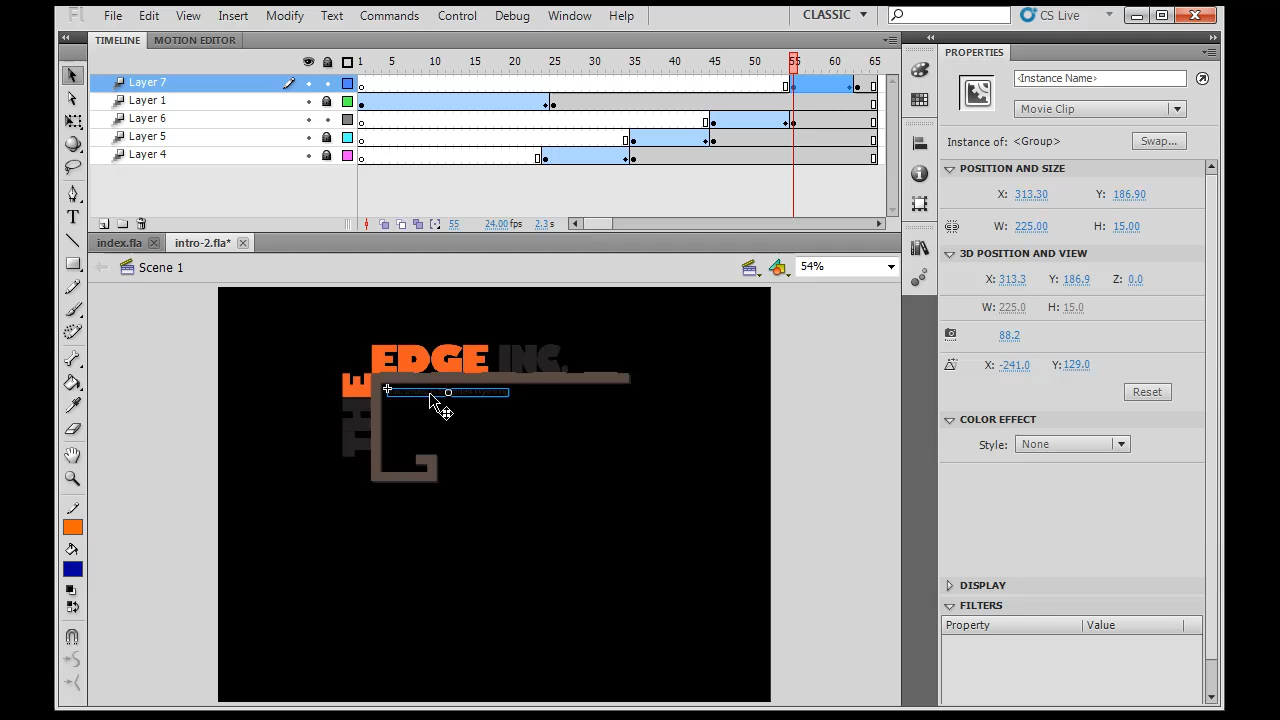 Fl File Edit View Insert Modify Text Commands Control Debug Window Help CLASSIC CS Live
TIMELINE MOTION EDITOR
1 5 10 15 20 25 30 35 40 45 50 55 60 65
Layer 7
Layer 1
Layer 6
Layer 5
Layer 4
55 24.00 fps 2.3 s
index.fla intro-2.fla*
Scene 1 54%
THE
EDGE INC.
PROPERTIES
<Instance Name>
Movie Clip
Instance of: <Group> Swap...
POSITION AND SIZE
X: 313.30 Y: 186.90
W: 225.00 H: 15.00
3D POSITION AND VIEW
X: 313.3 Y: 186.9 Z: 0.0
W: 225.0 H: 15.0
88.2
X: -241.0 Y: 129.0
Reset
COLOR EFFECT
Style: None
DISPLAY
FILTERS
Property Value